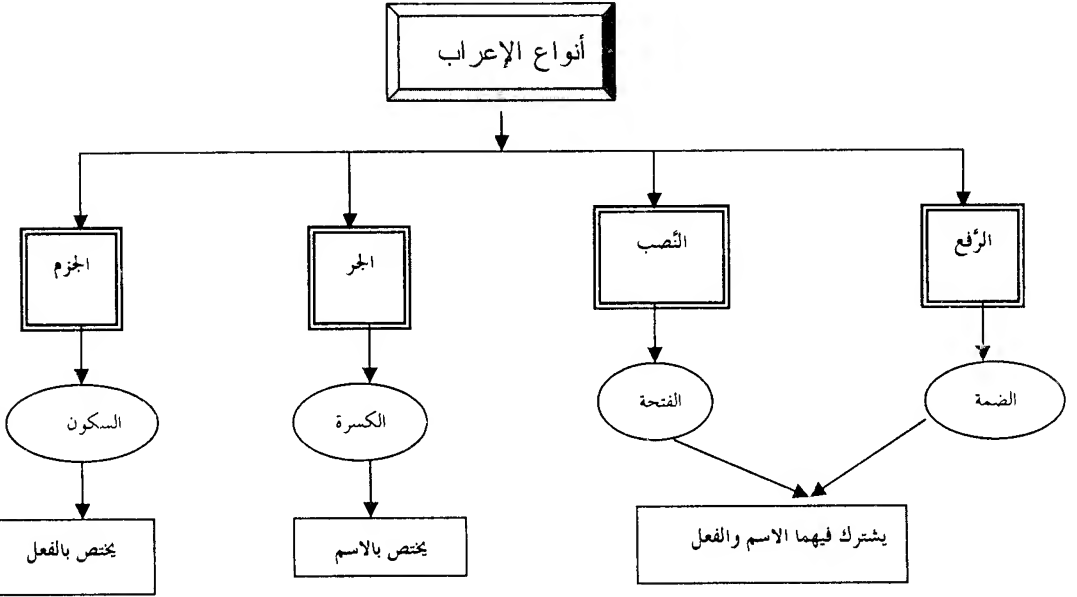 أنواع الإعراب
الرَّفع
النَّصب
الجر
الجزم
الضمة
الفتحة
الكسرة
السكون
يشترك فيهما الاسم والفعل
يختص بالاسم
يختص بالفعل